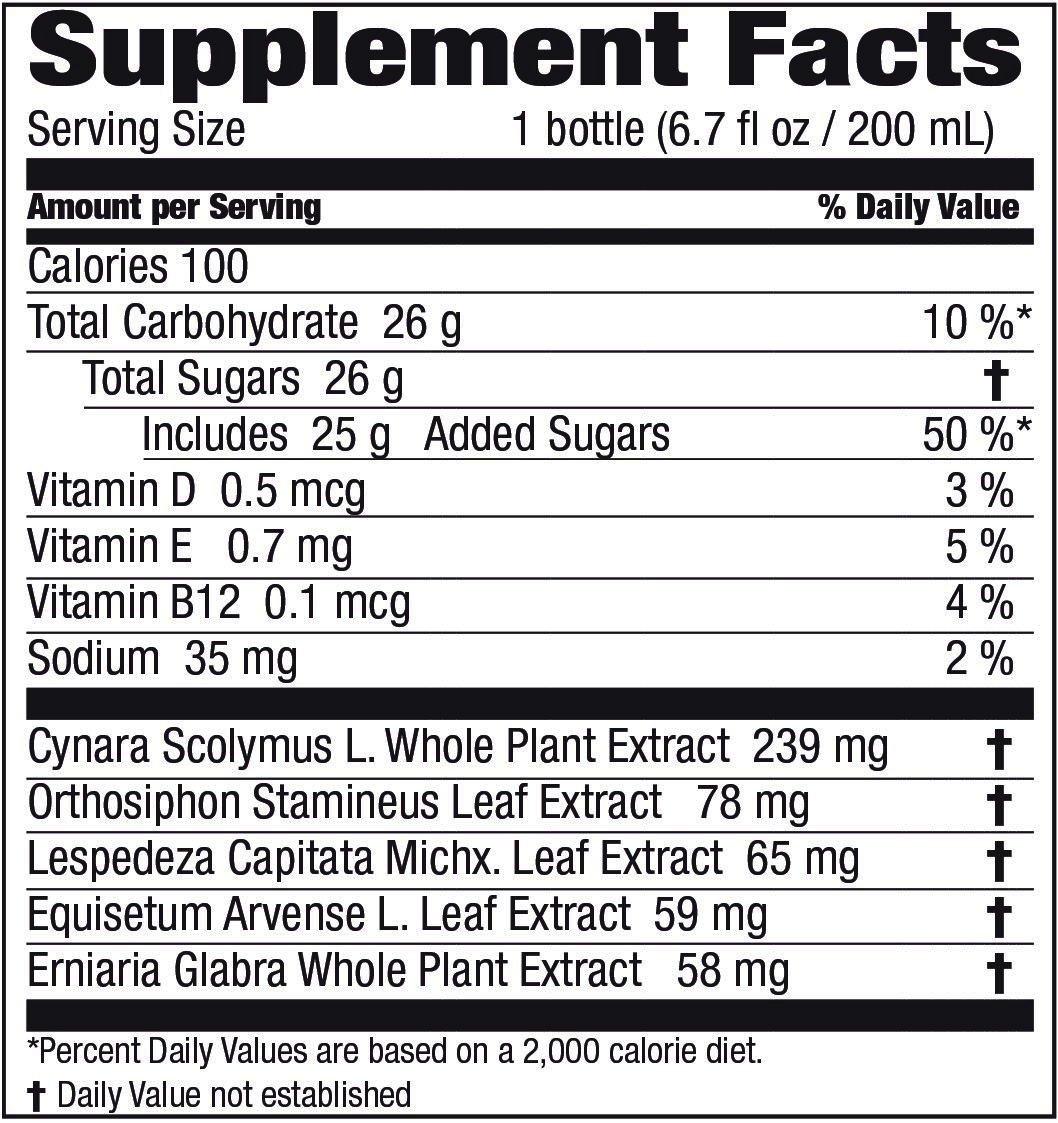 Supplement Facts
Serving Size 1 bottle (6.7 fl oz / 200 mL)
Amount per Serving % Daily Value
Calories 100
Total Carbohydrate 26 g 10 %*
Total Sugars 26 g †
Includes 25 g Added Sugars 50 %*
Vitamin D 0.5 mcg 3 %
Vitamin E 0.7 mg 5 %
Vitamin B12 0.1 mcg 4 %
Sodium 35 mg 2 %
Cynara Scolymus L. Whole Plant Extract 239 mg †
Orthosiphon Stamineus Leaf Extract 78 mg †
Lespedeza Capitata Michx. Leaf Extract 65 mg †
Equisetum Arvense L. Leaf Extract 59 mg †
Erniaria Glabra Whole Plant Extract 58 mg †
*Percent Daily Values are based on a 2,000 calorie diet.
† Daily Value not established